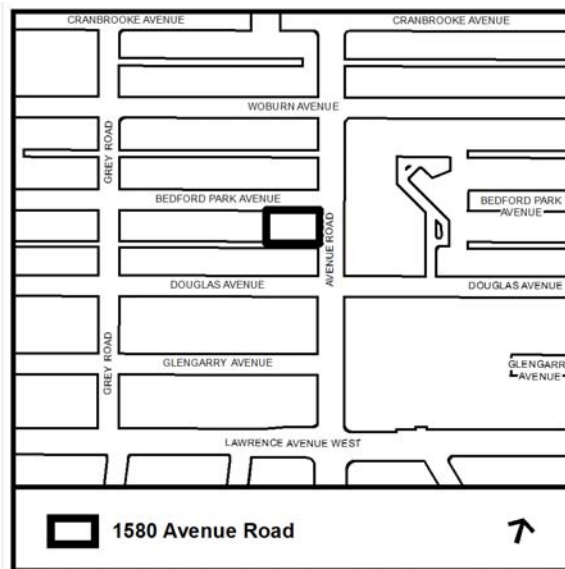 CRANBROOKE AVENUE
CRANBROOKE AVENUE
WOBURN AVENUE
GREY ROAD
BEDFORD PARK AVENUE
BEDFORD PARK
AVENUE
AVENUE ROAD
DOUGLAS AVENUE
DOUGLAS AVENUE
GREY ROAD
GLENGARRY AVENUE
GLENGARR
AVENUE
LAWRENCE AVENUE WEST
1580 Avenue Road